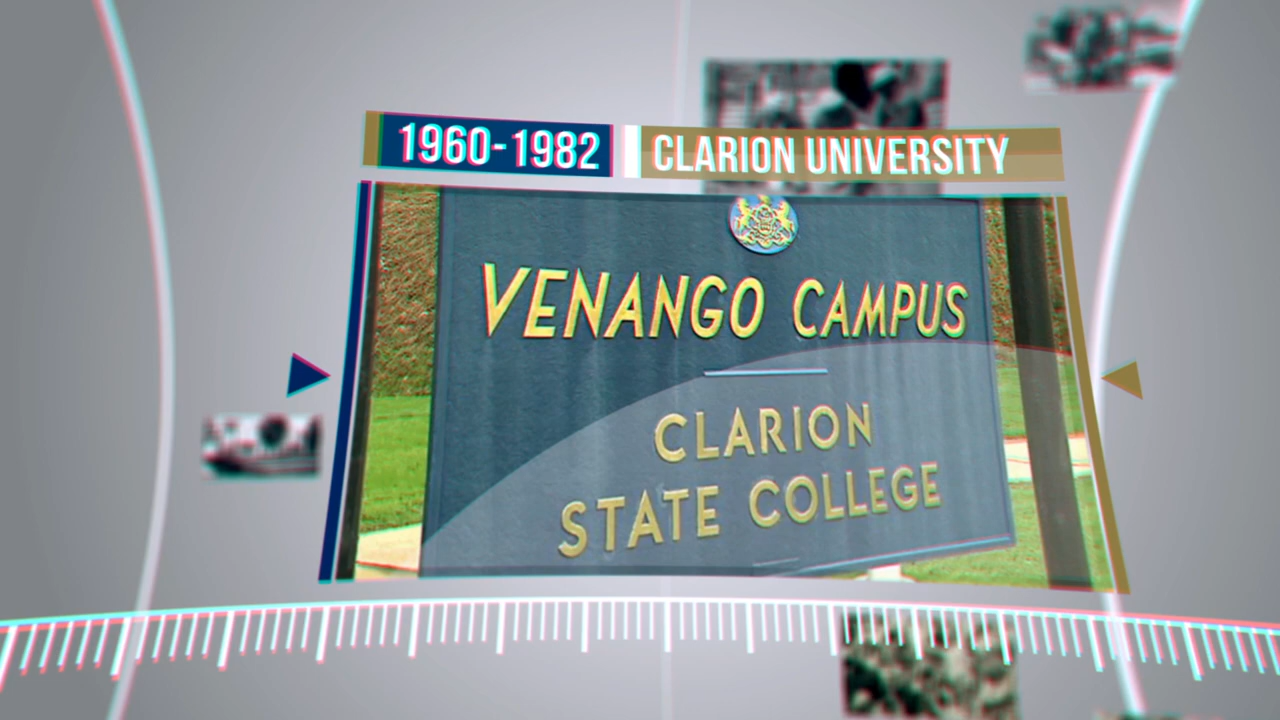 1960-1982 CLARION UNIVERSITY
VENANGO CAMPUS
CLARION
STATE COLLEGE